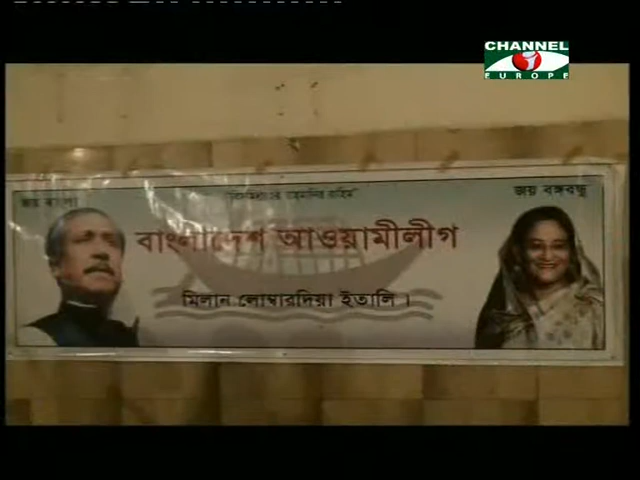 CHANNEL i
EUROPE
জয় বাংলা
জয় বঙ্গবন্ধু
বাংলাদেশ আওয়ামীলীগ
মিলান লোম্বারদিয়া ইতালি।